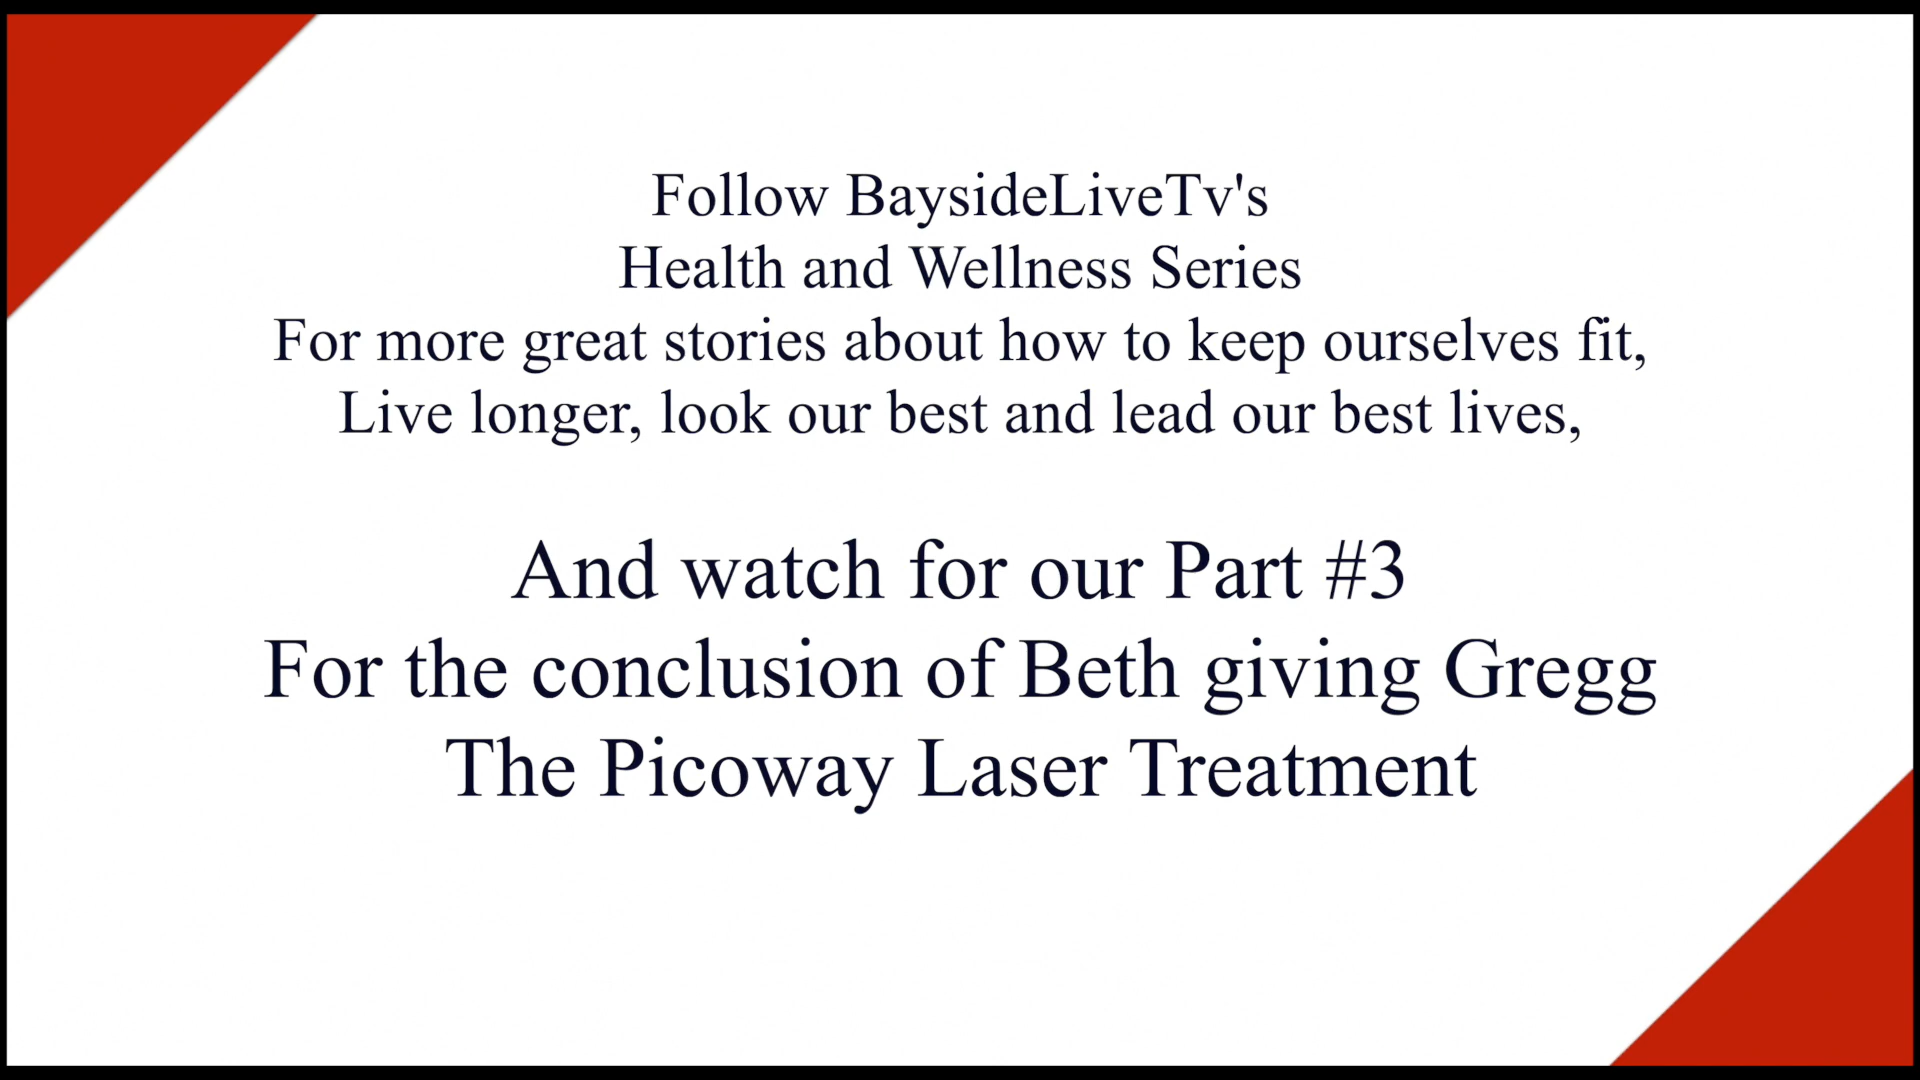 Follow BaysideLiveTv's
Health and Wellness Series
For more great stories about how to keep ourselves fit,
Live longer, look our best and lead our best lives,
And watch for our Part #3
For the conclusion of Beth giving Gregg
The Picoway Laser Treatment